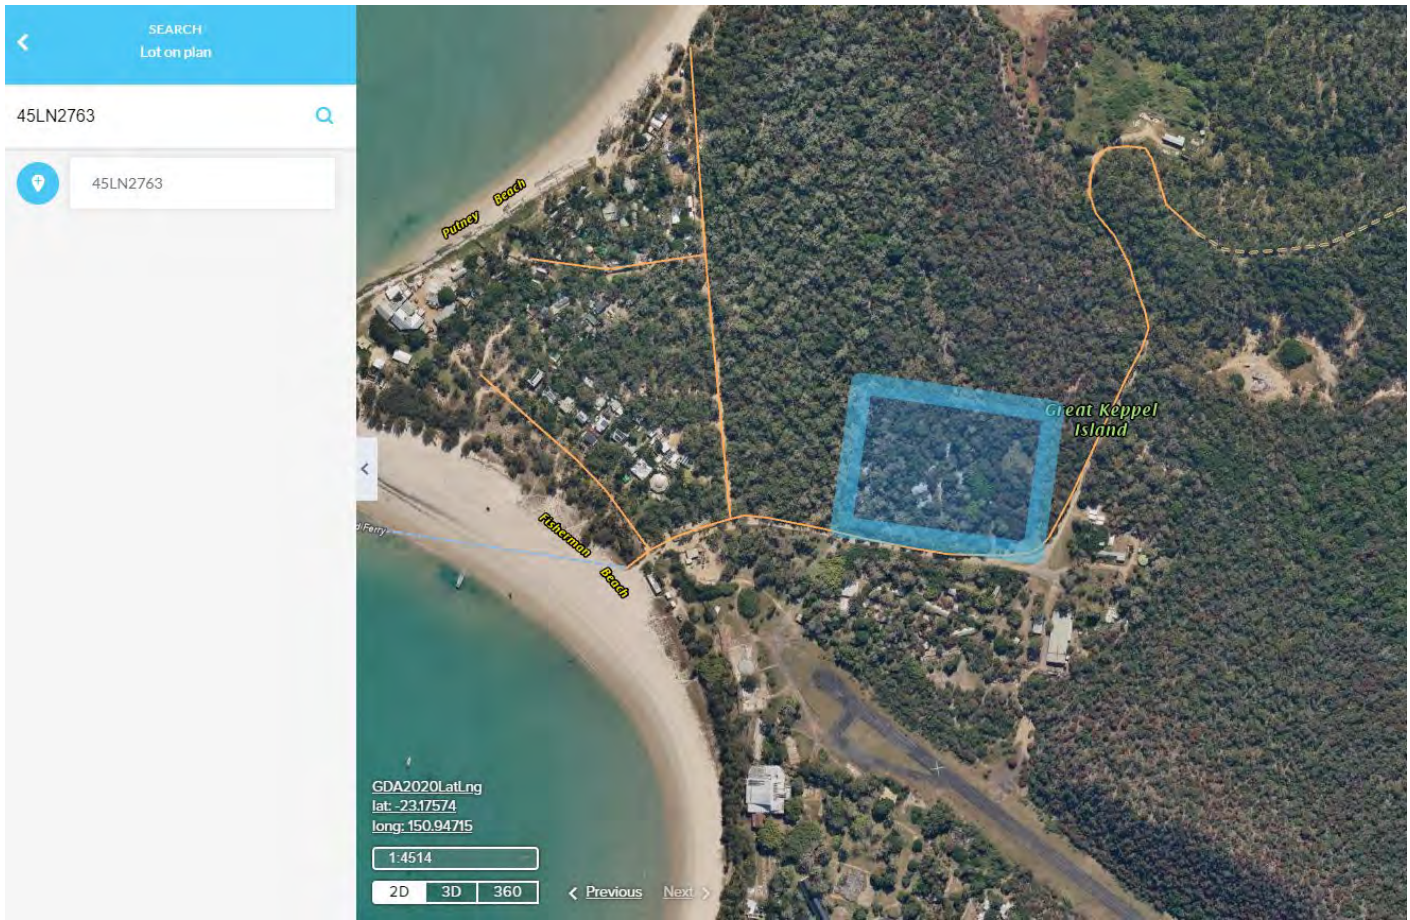 SEARCH
Lot on plan
45LN2763
45LN2763
Putney Beach
Great Keppel
Island
Fisherman Beach
d Ferry
GDA2020LatLng
lat: -23.17574
long: 150.94715
1:4514
2D 3D 360 Previous Next